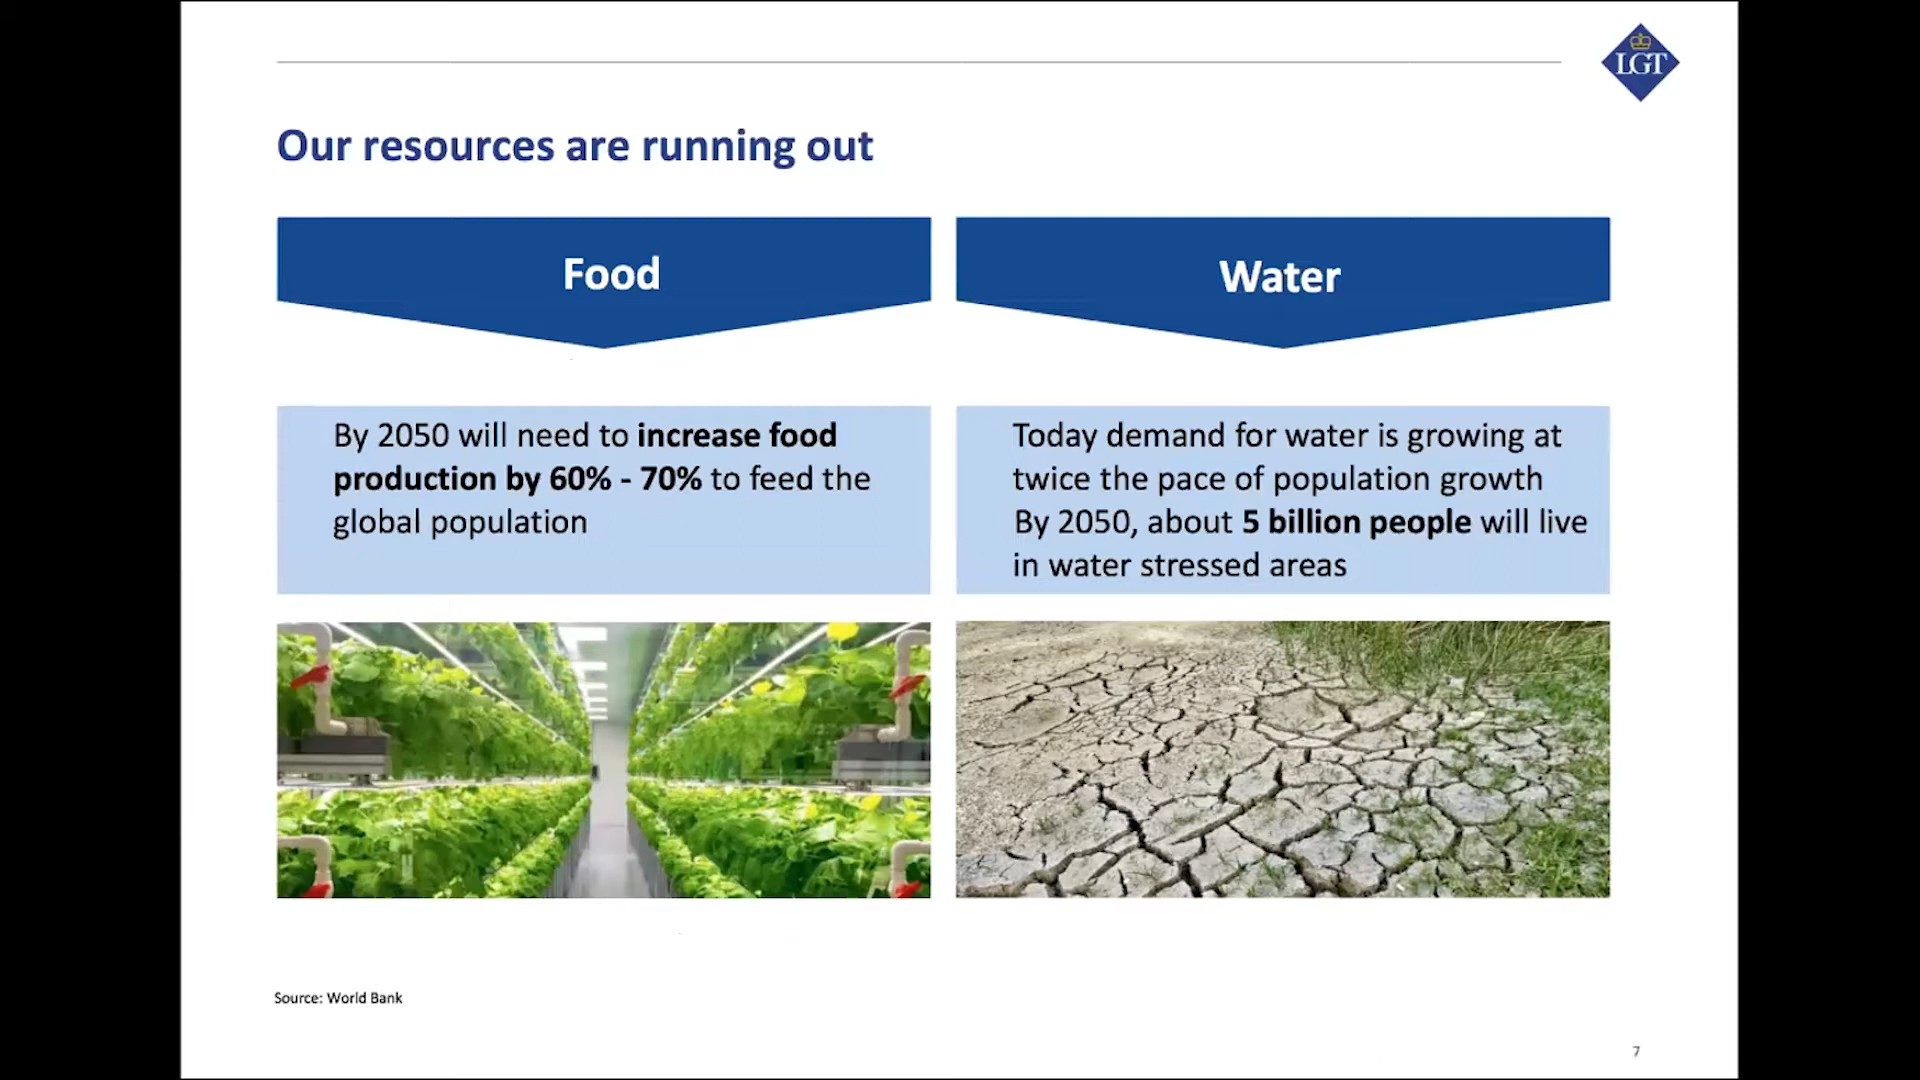 LGT
Our resources are running out
Food
By 2050 will need to increase food
production by 60% - 70% to feed the
global population
Water
Today demand for water is growing at
twice the pace of population growth
By 2050, about 5 billion people will live
in water stressed areas
Source: World Bank
7